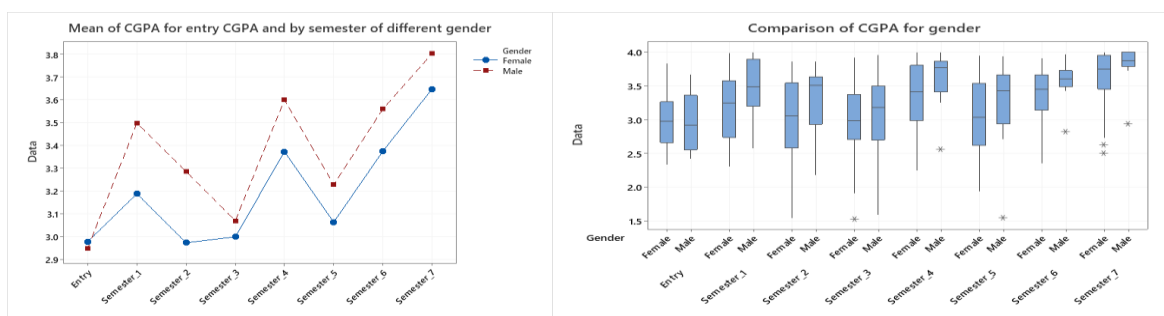 Mean of CGPA for entry CGPA and by semester of different gender
3.8
3.7
3.6
3.5
3.4
3.3
3.2
3.1
3.0
2.9
Data
Entry
Semester_1
Semester_2
Semester_3
Semester_4
Semester_5
Semester_6
Semester_7
Gender
Female
Male
Comparison of CGPA for gender
4.0
3.5
3.0
2.5
2.0
1.5
Data
Gender
Female
Male
Female
Male
Female
Male
Female
Male
Female
Male
Female
Male
Female
Male
Female
Male
Entry
Semester_1
Semester_2
Semester_3
Semester_4
Semester_5
Semester_6
Semester_7